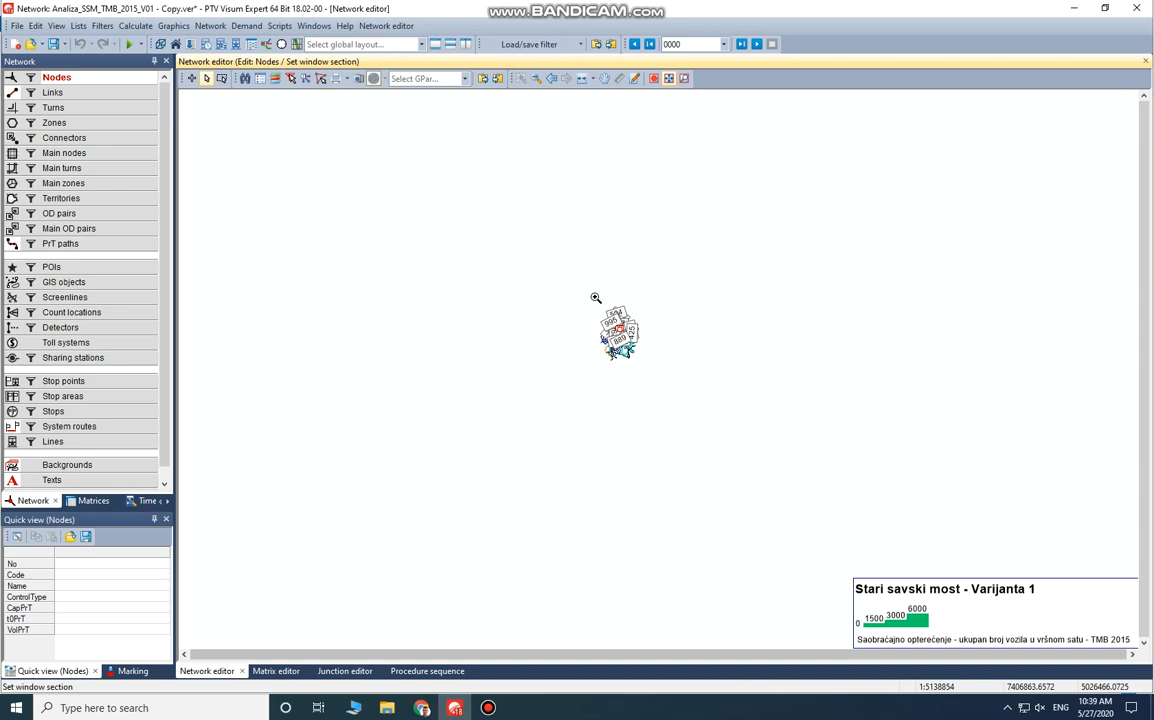 Network: Analiza_SSM_TMB_2015_V01 - Copy.ver* - PTV Visum Expert 64 Bit 18.02-00 - [Network editor]
www.BANDICAM.com
File Edit View Lists Filters Calculate Graphics Network Demand Scripts Windows Help Network editor
Select global layout... Load/save filter 0000
Network
Network editor (Edit: Nodes / Set window section)
Select GPar...
Nodes
Links
Turns
Zones
Connectors
Main nodes
Main turns
Main zones
Territories
OD pairs
Main OD pairs
PrT paths
POIs
GIS objects
Screenlines
Count locations
Detectors
Toll systems
Sharing stations
Stop points
Stop areas
Stops
System routes
Lines
Backgrounds
Texts
995
425
889
Network Matrices Time
Quick view (Nodes)
No
Code
Name
ControlType
CapPrT
t0PrT
VolPrT
Stari savski most - Varijanta 1
0 1500 3000 6000
Saobraćajno opterećenje - ukupan broj vozila u vršnom satu - TMB 2015
Quick view (Nodes) Marking
Network editor Matrix editor Junction editor Procedure sequence
Set window section 1:5138854 7406863.6572 5026466.0725
Type here to search
18
ENG
10:39 AM
5/27/2020